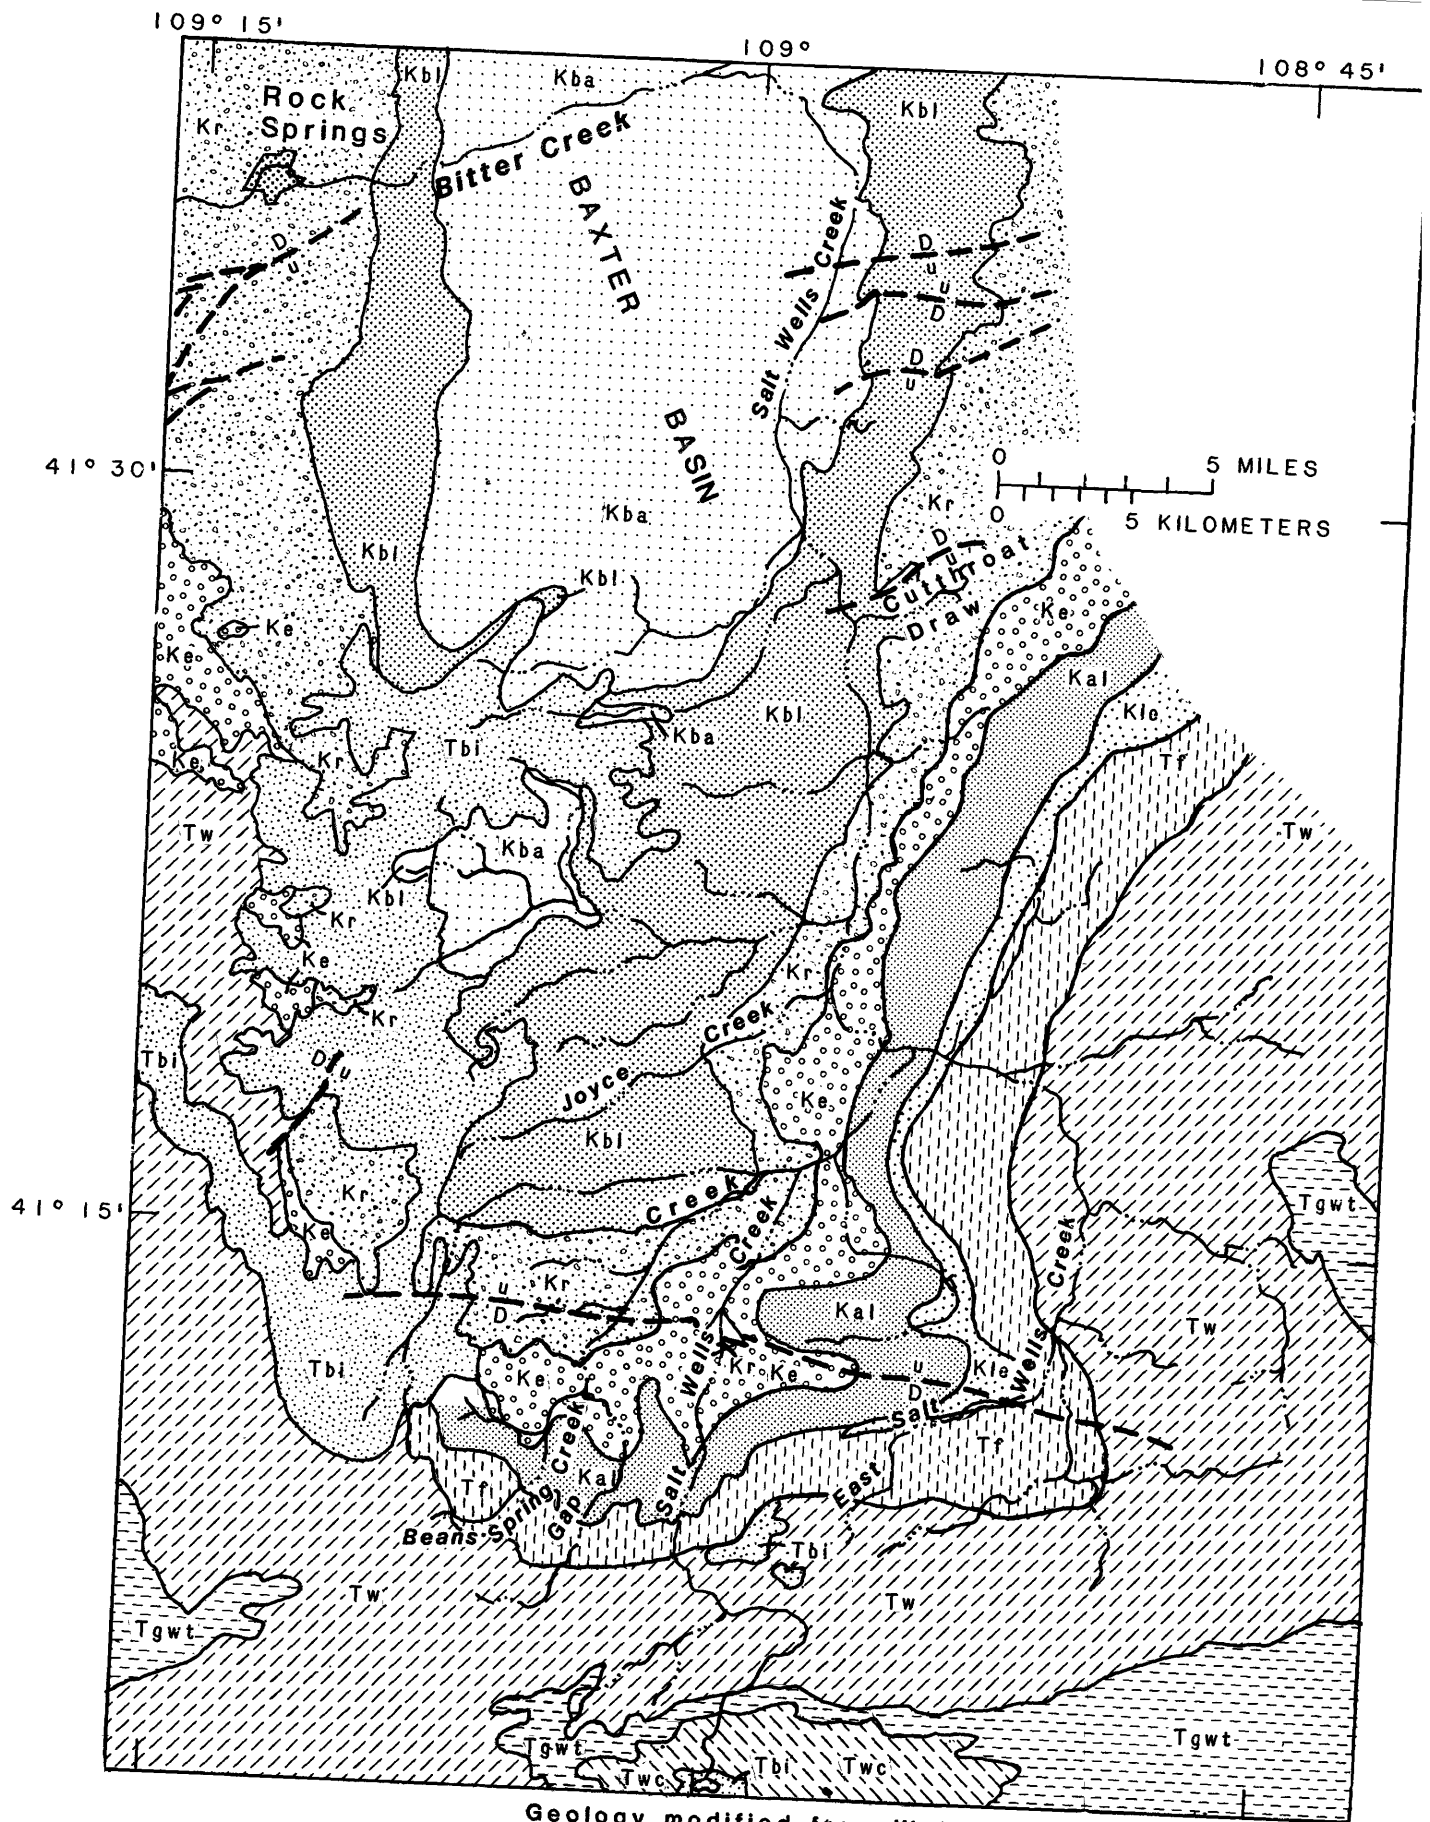 109° 15'
109°
108° 45'
Kbl
Kba
Kbl
Rock
Springs
Kr
Bitter Creek
BAXTER
BASIN
Salt Wells Creek
D
u
D
u
u
D
D
u
41° 30'
0 5 MILES
0 5 KILOMETERS
Kr
Kba
Kbl
Kbl
D
u
Cutthroat
Draw
Ke
Ke
Ke
Kal
Kle
Kbl
Kba
Tbi
Kr
Ke
Tf
Tw
Tw
Kba
Kbl
Kr
Ke
Kr
Kr
Joyce Creek
Tbi
D
u
Ke
Kbl
41° 15'
Kr
Ke
Creek
Creek
Creek
Tgwt
Kr
u
D
Kal
Tw
Tbi
Ke
Wells
Kr
Ke
u
D
Kle
Wells
Salt
Tf
Creek
Kal
Salt
East
Tf
Beans Spring
Gap
Tbi
Tw
Tw
Tgwt
Tgwt
Tgwt
Twc
Tbi
Twc
Geology modified